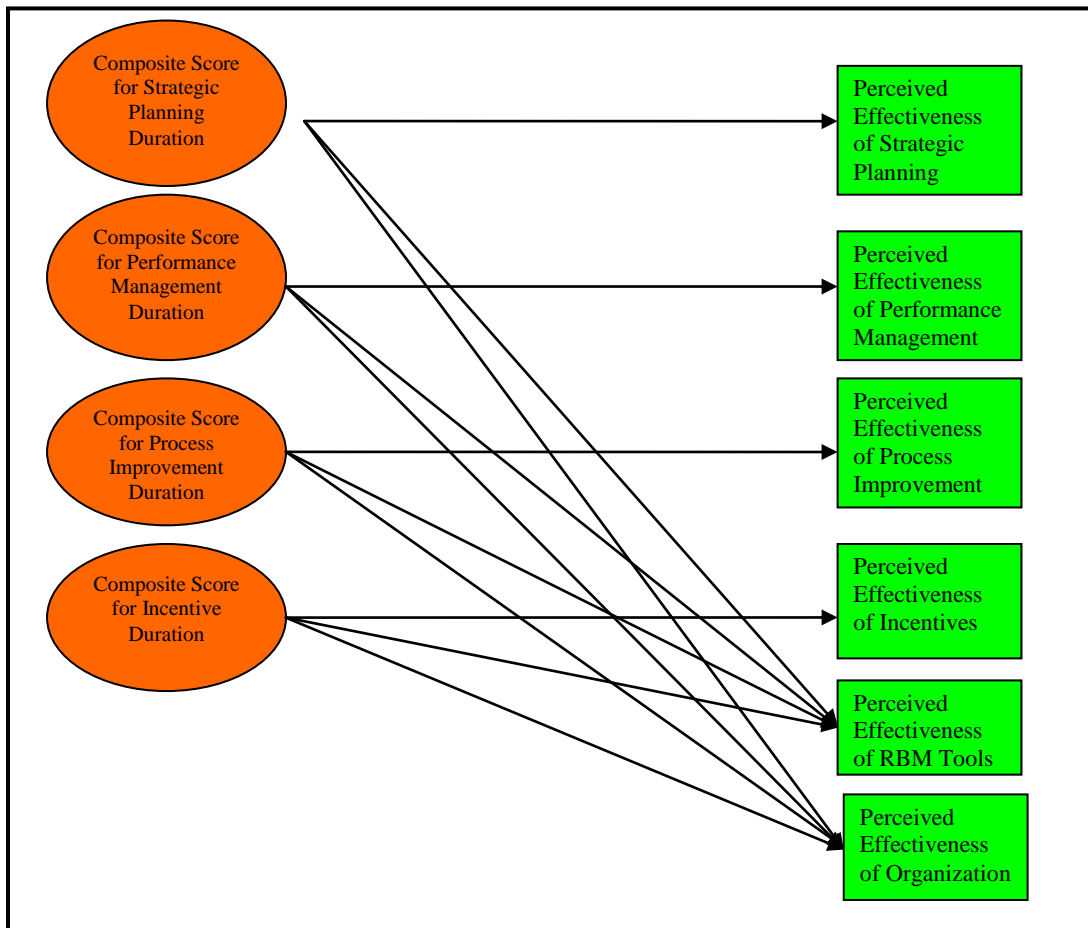 Composite Score
for Strategic
Planning
Duration
Composite Score
for Performance
Management
Duration
Composite Score
for Process
Improvement
Duration
Composite Score
for Incentive
Duration
Perceived
Effectiveness
of Strategic
Planning
Perceived
Effectiveness
of Performance
Management
Perceived
Effectiveness
of Process
Improvement
Perceived
Effectiveness
of Incentives
Perceived
Effectiveness
of RBM Tools
Perceived
Effectiveness
of Organization